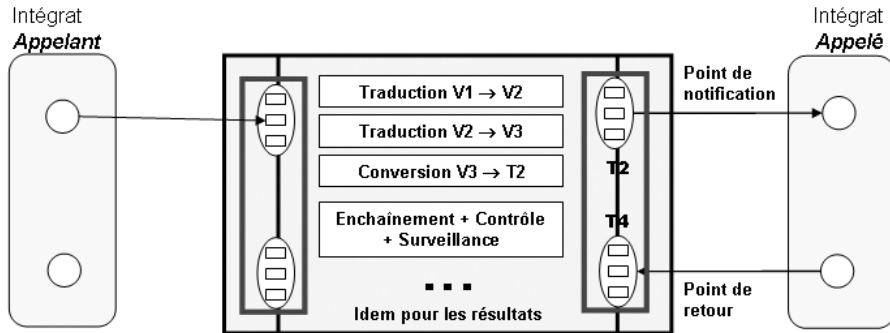 Intégrat
Appelant
Intégrat
Appelé
Traduction V1 → V2
Traduction V2 → V3
Conversion V3 → T2
Enchaînement + Contrôle
+ Surveillance
...
Idem pour les résultats
T2
T4
Point de
notification
Point de
retour